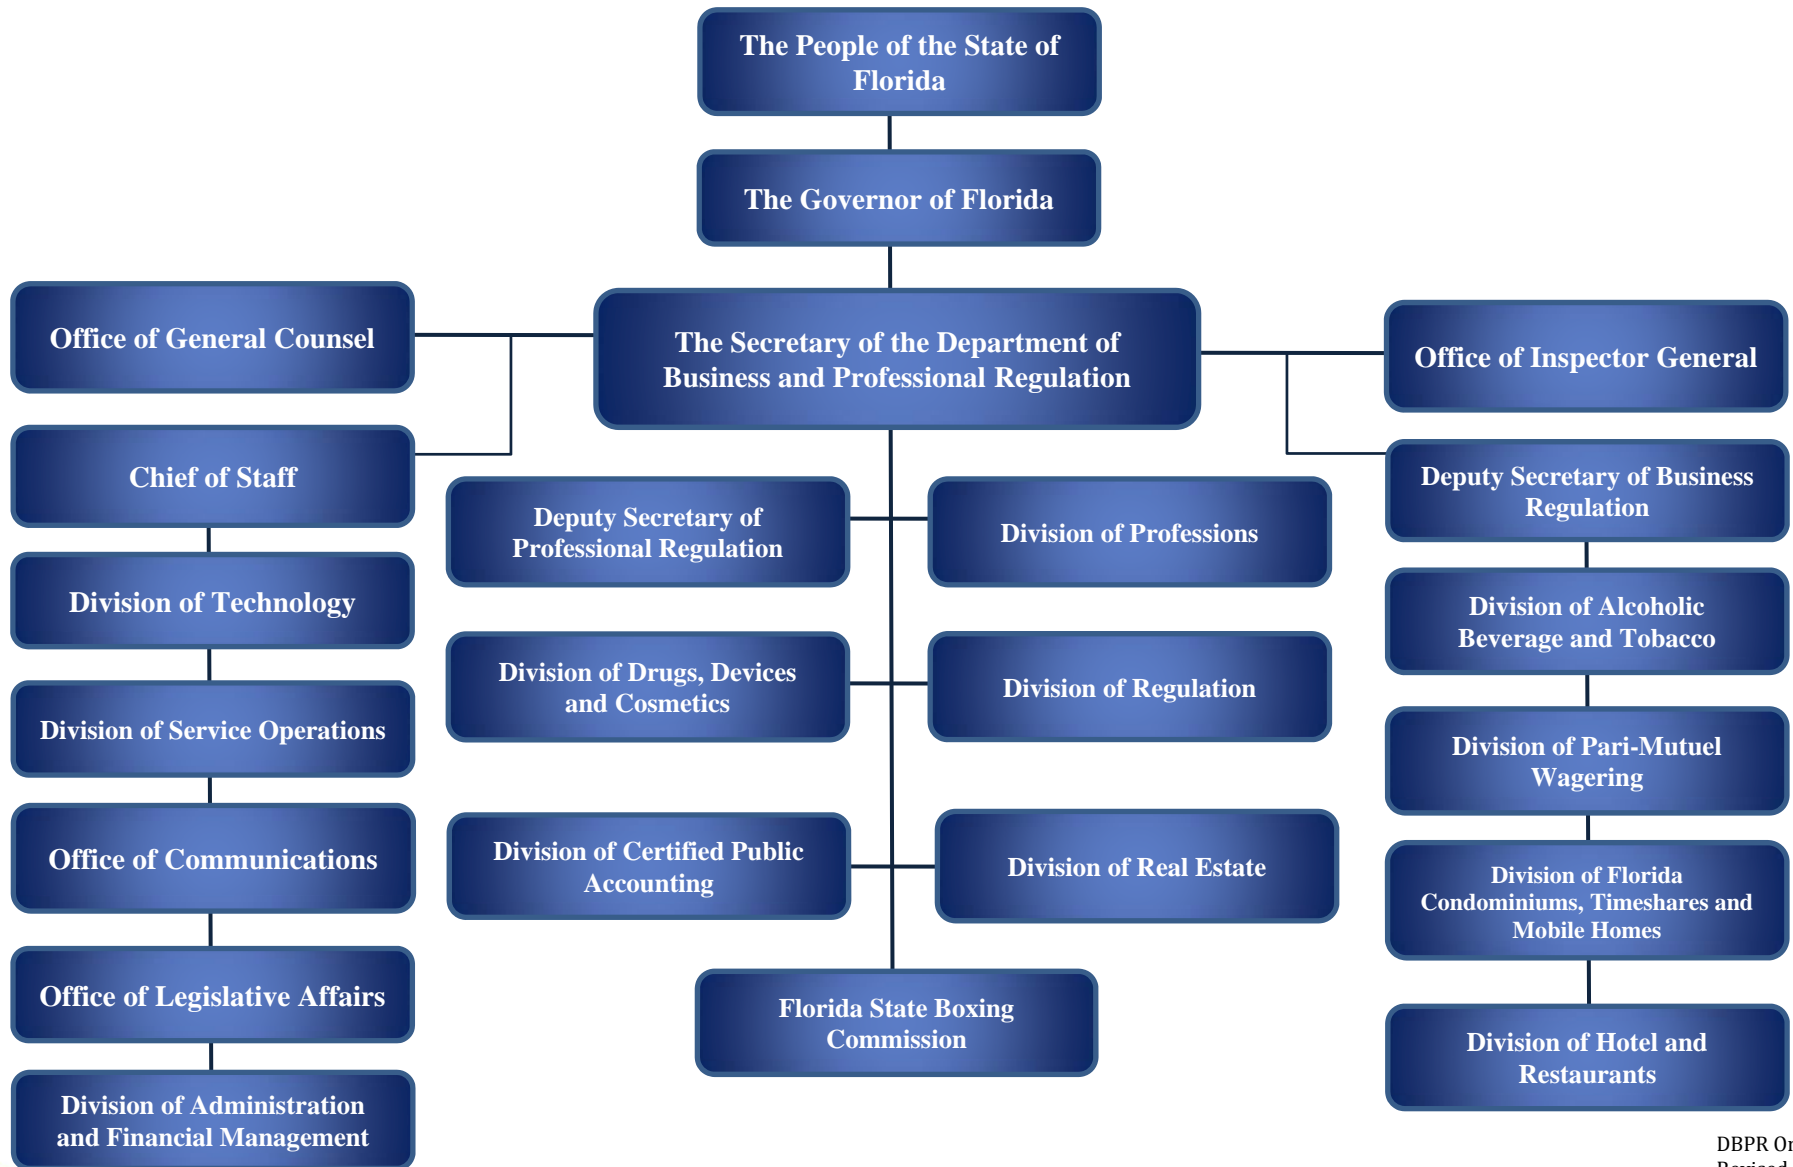 The People of the State of
Florida
The Governor of Florida
Office of General Counsel
The Secretary of the Department of
Business and Professional Regulation
Office of Inspector General
Chief of Staff
Deputy Secretary of
Professional Regulation
Division of Professions
Deputy Secretary of Business
Regulation
Division of Technology
Division of Alcoholic
Beverage and Tobacco
Division of Drugs, Devices
and Cosmetics
Division of Regulation
Division of Service Operations
Division of Pari-Mutuel
Wagering
Office of Communications
Division of Certified Public
Accounting
Division of Real Estate
Division of Florida
Condominiums, Timeshares and
Mobile Homes
Office of Legislative Affairs
Florida State Boxing
Commission
Division of Hotel and
Restaurants
Division of Administration
and Financial Management
DBPR